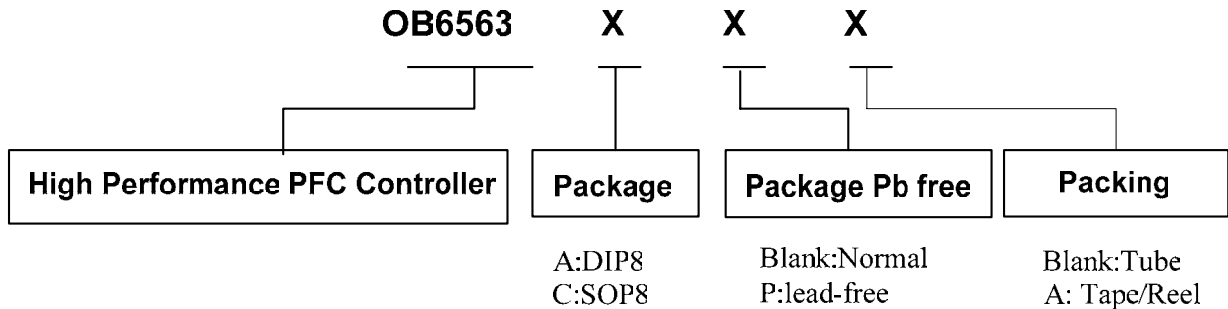 OB6563 X X X
High Performance PFC Controller
Package
Package Pb free
Packing
A:DIP8
C:SOP8
Blank:Normal
P:lead-free
Blank:Tube
A: Tape/Reel